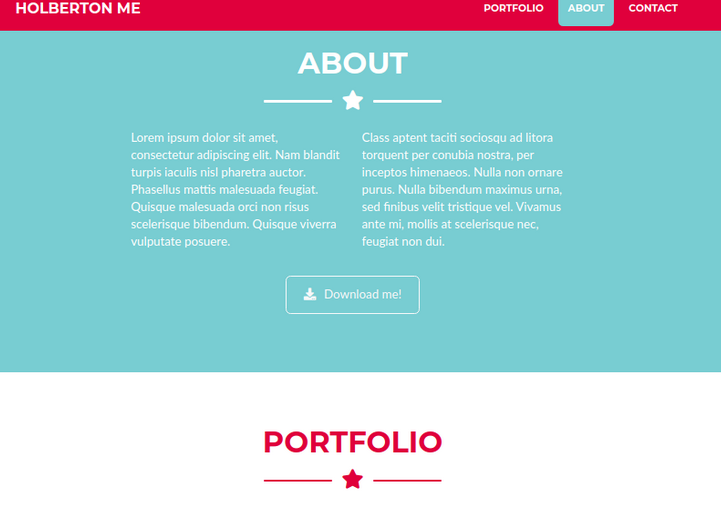 HOLBERTON ME
PORTFOLIO ABOUT CONTACT
ABOUT
Lorem ipsum dolor sit amet,
consectetur adipiscing elit. Nam blandit
turpis iaculis nisl pharetra auctor.
Phasellus mattis malesuada feugiat.
Quisque malesuada orci non risus
scelerisque bibendum. Quisque viverra
vulputate posuere.
Class aptent taciti sociosqu ad litora
torquent per conubia nostra, per
inceptos himenaeos. Nulla non ornare
purus. Nulla bibendum maximus urna,
sed finibus velit tristique vel. Vivamus
ante mi, mollis at scelerisque nec,
feugiat non dui.
Download me!
PORTFOLIO